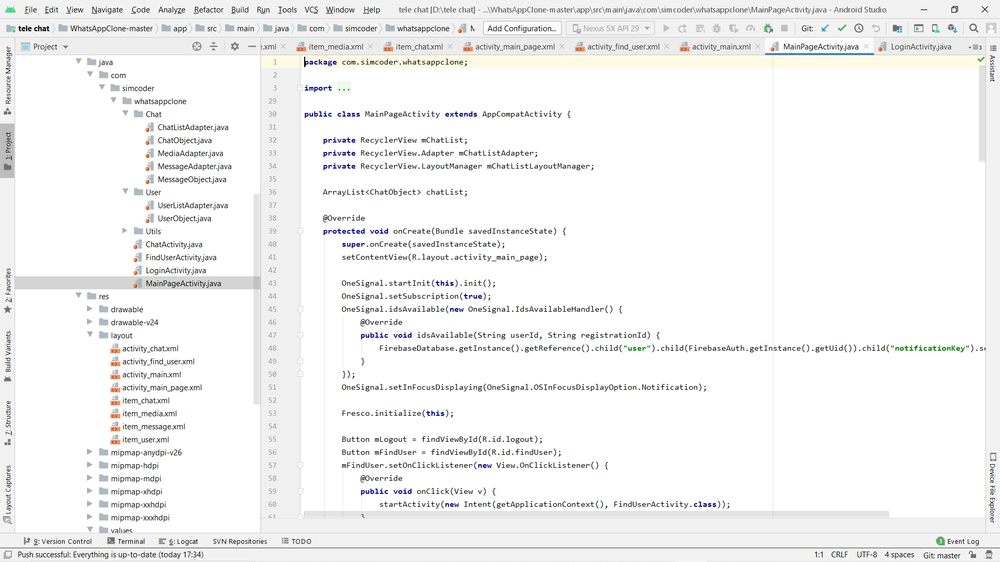 File Edit View Navigate Code Analyze Refactor Build Run Tools VCS Window Help tele chat [D:\tele chat] - ...\WhatsAppClone-master\app\src\main\java\com\simcoder\whatsappclone\MainPageActivity.java - Android Studio
tele chat WhatsAppClone-master app src main java com simcoder whatsappclone M Add Configuration... Nexus 5X API 29 Git:
Project
e.xml item_media.xml item_chat.xml activity_main_page.xml activity_find_user.xml activity_main.xml MainPageActivity.java LoginActivity.java 3
Resource Manager
1: Project
2: Favorites
Build Variants
7: Structure
Layout Captures
java
com
simcoder
whatsappclone
Chat
ChatListAdapter.java
ChatObject.java
MediaAdapter.java
MessageAdapter.java
MessageObject.java
User
UserListAdapter.java
UserObject.java
Utils
ChatActivity.java
FindUserActivity.java
LoginActivity.java
MainPageActivity.java
res
drawable
drawable-v24
layout
activity_chat.xml
activity_find_user.xml
activity_main.xml
activity_main_page.xml
item_chat.xml
item_media.xml
item_message.xml
item_user.xml
mipmap-anydpi-v26
mipmap-hdpi
mipmap-mdpi
mipmap-xhdpi
mipmap-xxhdpi
mipmap-xxxhdpi
values
1 package com.simcoder.whatsappclone;
2
3 import ...
29
30 public class MainPageActivity extends AppCompatActivity {
31
32 private RecyclerView mChatList;
33 private RecyclerView.Adapter mChatListAdapter;
34 private RecyclerView.LayoutManager mChatListLayoutManager;
35
36 ArrayList<ChatObject> chatList;
37
38 @Override
39 protected void onCreate(Bundle savedInstanceState) {
40 super.onCreate(savedInstanceState);
41 setContentView(R.layout.activity_main_page);
42
43 OneSignal.startInit(this).init();
44 OneSignal.setSubscription(true);
45 OneSignal.idsAvailable(new OneSignal.IdsAvailableHandler() {
46 @Override
47 public void idsAvailable(String userId, String registrationId) {
48 FirebaseDatabase.getInstance().getReference().child("user").child(FirebaseAuth.getInstance().getUid()).child("notificationKey").se
49 }
50 });
51 OneSignal.setInFocusDisplaying(OneSignal.OSInFocusDisplayOption.Notification);
52
53 Fresco.initialize(this);
54
55 Button mLogout = findViewById(R.id.logout);
56 Button mFindUser = findViewById(R.id.findUser);
57 mFindUser.setOnClickListener(new View.OnClickListener() {
58 @Override
59 public void onClick(View v) {
60 startActivity(new Intent(getApplicationContext(), FindUserActivity.class));
61 }
Assistant
Device File Explorer
9: Version Control Terminal 6: Logcat SVN Repositories TODO 3 Event Log
Push successful: Everything is up-to-date (today 17:34) 1:1 CRLF UTF-8 4 spaces Git: master